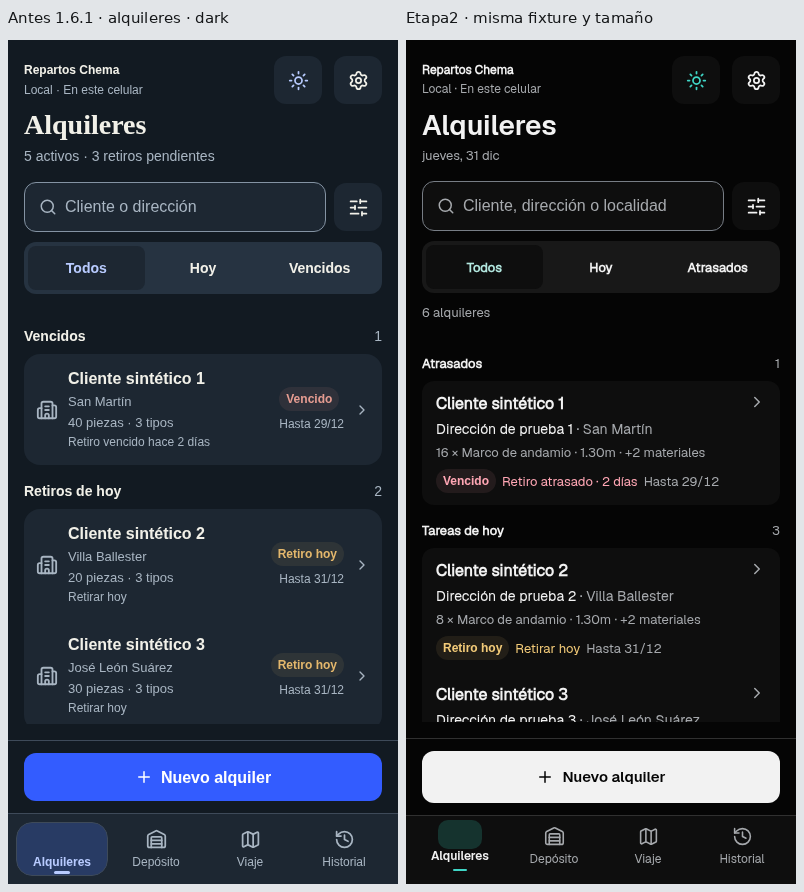 Antes 1.6.1 · alquileres · dark
Repartos Chema
Local · En este celular
Alquileres
5 activos · 3 retiros pendientes
Cliente o dirección
Todos
Hoy
Vencidos
Vencidos
1
Cliente sintético 1
San Martín
40 piezas · 3 tipos
Retiro vencido hace 2 días
Vencido
Hasta 29/12
Retiros de hoy
2
Cliente sintético 2
Villa Ballester
20 piezas · 3 tipos
Retirar hoy
Retiro hoy
Hasta 31/12
Cliente sintético 3
José León Suárez
30 piezas · 3 tipos
Retirar hoy
Retiro hoy
Hasta 31/12
Nuevo alquiler
Alquileres
Depósito
Viaje
Historial
Etapa2 · misma fixture y tamaño
Repartos Chema
Local · En este celular
Alquileres
jueves, 31 dic
Cliente, dirección o localidad
Todos
Hoy
Atrasados
6 alquileres
Atrasados
1
Cliente sintético 1
Dirección de prueba 1 · San Martín
16 × Marco de andamio · 1.30m · +2 materiales
Vencido Retiro atrasado · 2 días Hasta 29/12
Tareas de hoy
3
Cliente sintético 2
Dirección de prueba 2 · Villa Ballester
8 × Marco de andamio · 1.30m · +2 materiales
Retiro hoy Retirar hoy Hasta 31/12
Cliente sintético 3
Dirección de prueba 3 · José León Suárez
Nuevo alquiler
Alquileres
Depósito
Viaje
Historial